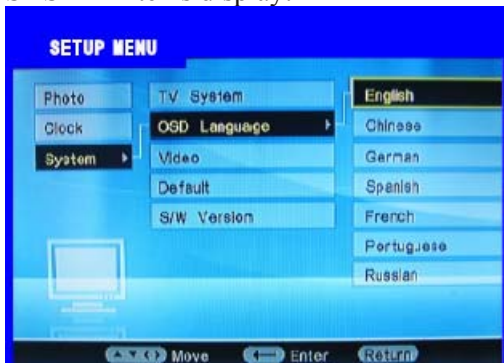 SETUP MENU
Photo
Clock
System
TV System
OSD Language
Video
Default
S/W Version
English
Chinese
German
Spanish
French
Portuguese
Russian
Move
Enter
Return